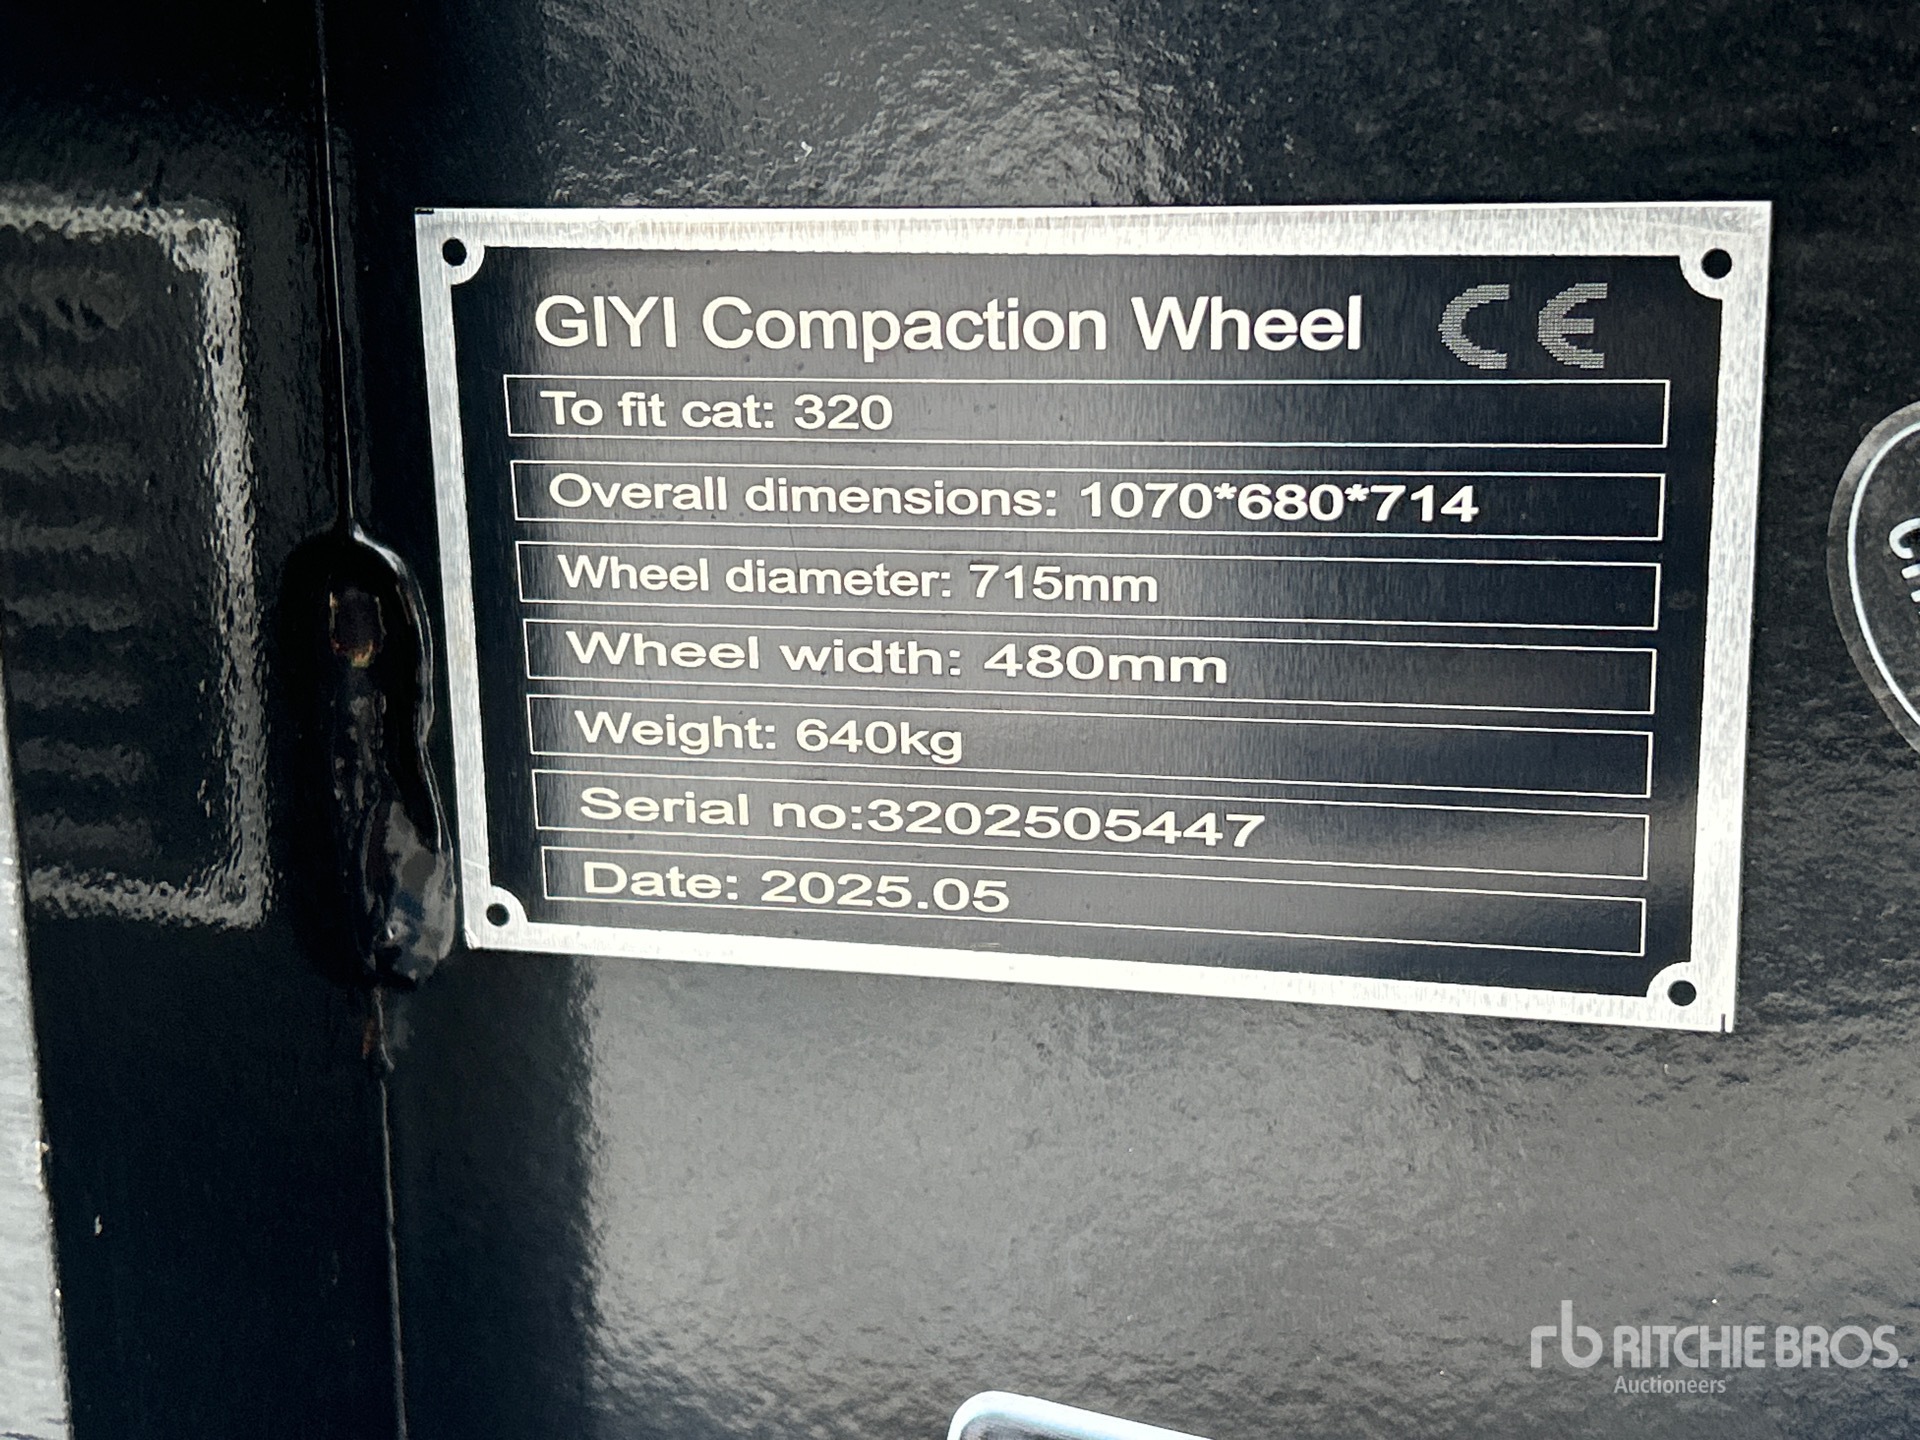 GIYI Compaction Wheel CE
To fit cat: 320
Overall dimensions: 1070*680*714
Wheel diameter: 715mm
Wheel width: 480mm
Weight: 640kg
Serial no:3202505447
Date: 2025.05
rb RITCHIE BROS.
Auctioneers